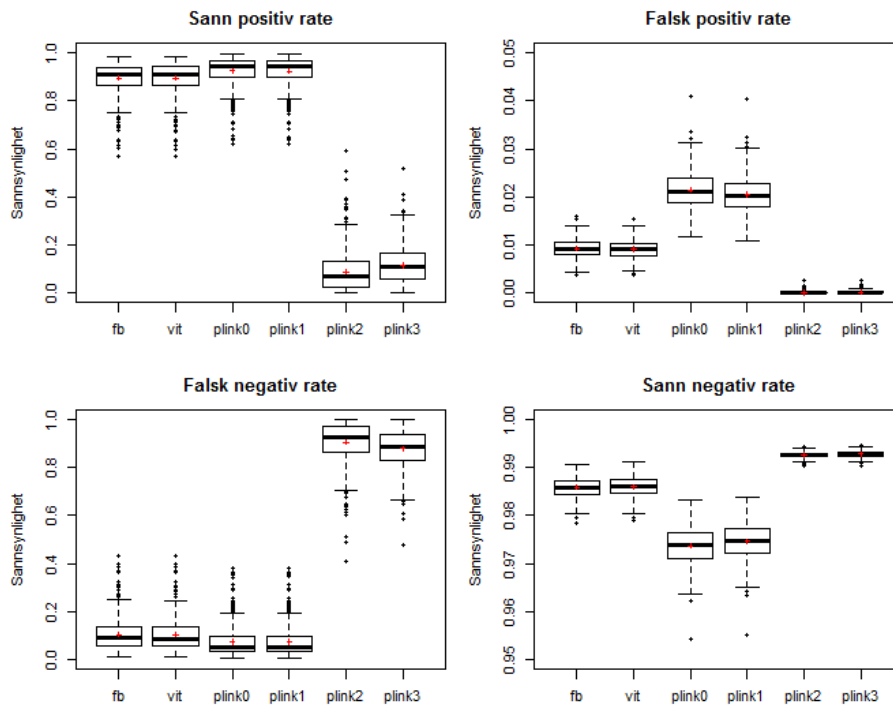 Sann positiv rate
Sannsynlighet
1.0
0.8
0.6
0.4
0.2
0.0
fb vit plink0 plink1 plink2 plink3
Falsk positiv rate
Sannsynlighet
0.05
0.04
0.03
0.02
0.01
0.00
fb vit plink0 plink1 plink2 plink3
Falsk negativ rate
Sannsynlighet
1.0
0.8
0.6
0.4
0.2
0.0
fb vit plink0 plink1 plink2 plink3
Sann negativ rate
Sannsynlighet
1.00
0.99
0.98
0.97
0.96
0.95
fb vit plink0 plink1 plink2 plink3